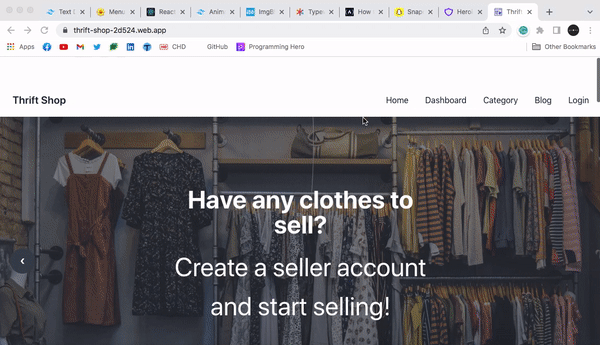 Text
Menu
React
Anim
ImgB
Type
How
Snap
Hero
Thrift
thrift-shop-2d524.web.app
Apps
CHD
GitHub
Programming Hero
Other Bookmarks
Thrift Shop
Home
Dashboard
Category
Blog
Login
Have any clothes to
sell?
Create a seller account
and start selling!